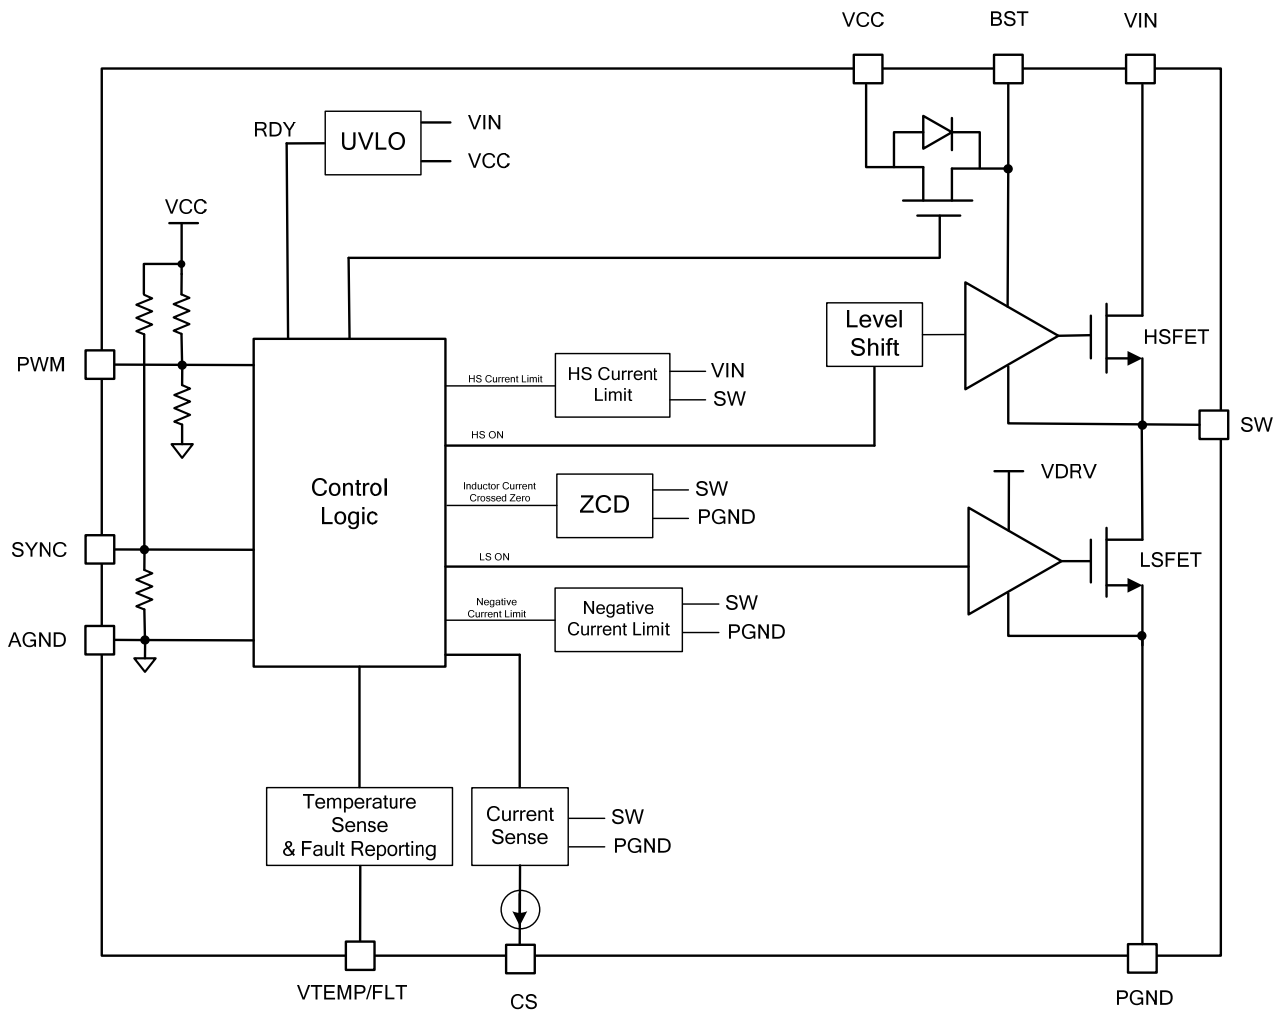 VCC
BST
VIN
RDY
UVLO
VIN
VCC
VCC
Level
Shift
HSFET
PWM
HS Current Limit
HS Current
Limit
VIN
SW
SW
HS ON
VDRV
Control
Logic
Inductor Current
Crossed Zero
ZCD
SW
PGND
SYNC
LS ON
LSFET
Negative
Current Limit
Negative
Current Limit
SW
PGND
AGND
Temperature
Sense
& Fault Reporting
Current
Sense
SW
PGND
VTEMP/FLT
CS
PGND